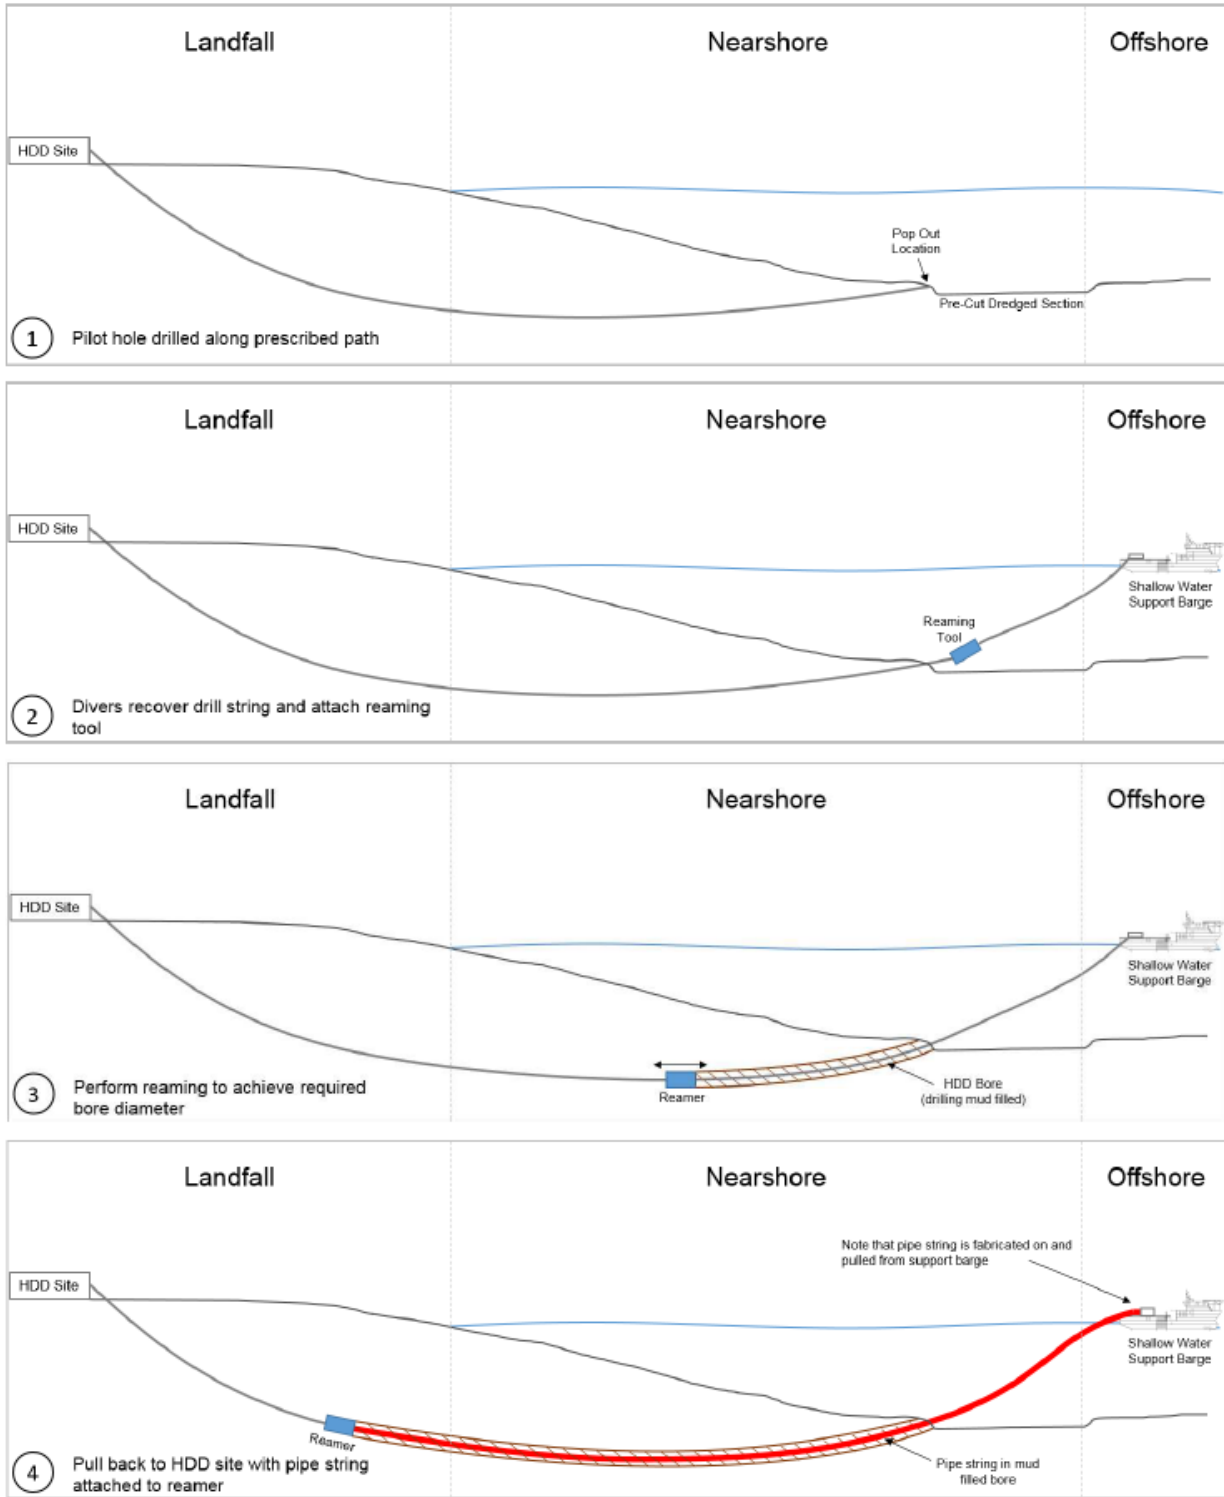 Landfall
Nearshore
Offshore
HDD Site
Pop Out
Location
Pre-Cut Dredged Section
1
Pilot hole drilled along prescribed path
Landfall
Nearshore
Offshore
HDD Site
Shallow Water
Support Barge
Reaming
Tool
2
Divers recover drill string and attach reaming
tool
Landfall
Nearshore
Offshore
HDD Site
Shallow Water
Support Barge
Reamer
HDD Bore
(drilling mud filled)
3
Perform reaming to achieve required
bore diameter
Landfall
Nearshore
Offshore
Note that pipe string is fabricated on and
pulled from support barge
HDD Site
Shallow Water
Support Barge
Reamer
Pipe string in mud
filled bore
4
Pull back to HDD site with pipe string
attached to reamer